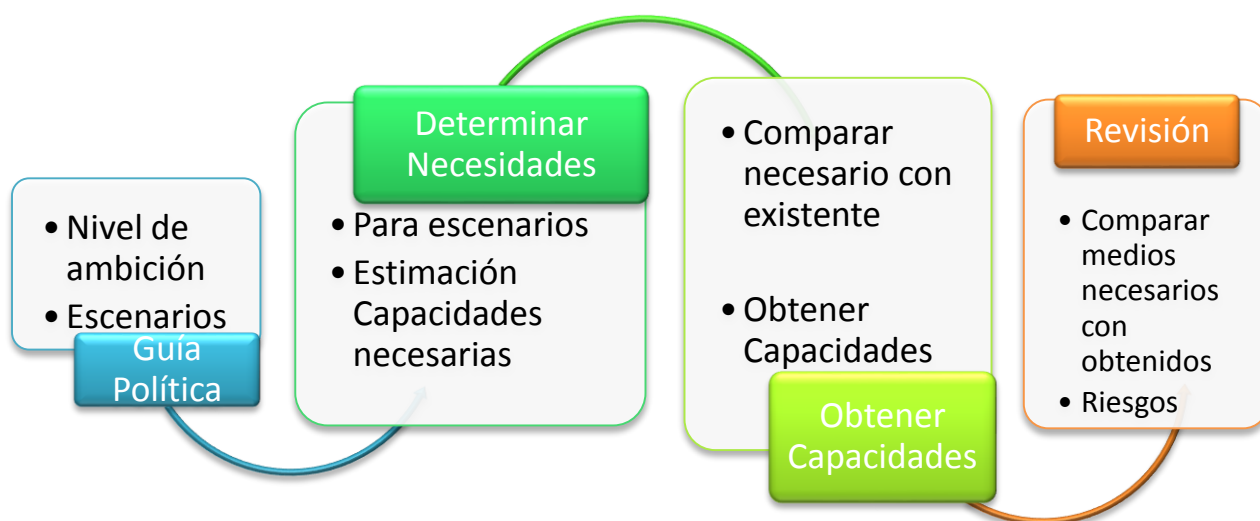 • Nivel de
ambición
• Escenarios
Guía
Política
Determinar
Necesidades
• Para escenarios
• Estimación
Capacidades
necesarias
• Comparar
necesario con
existente
• Obtener
Capacidades
Obtener
Capacidades
Revisión
• Comparar
medios
necesarios
con
obtenidos
• Riesgos